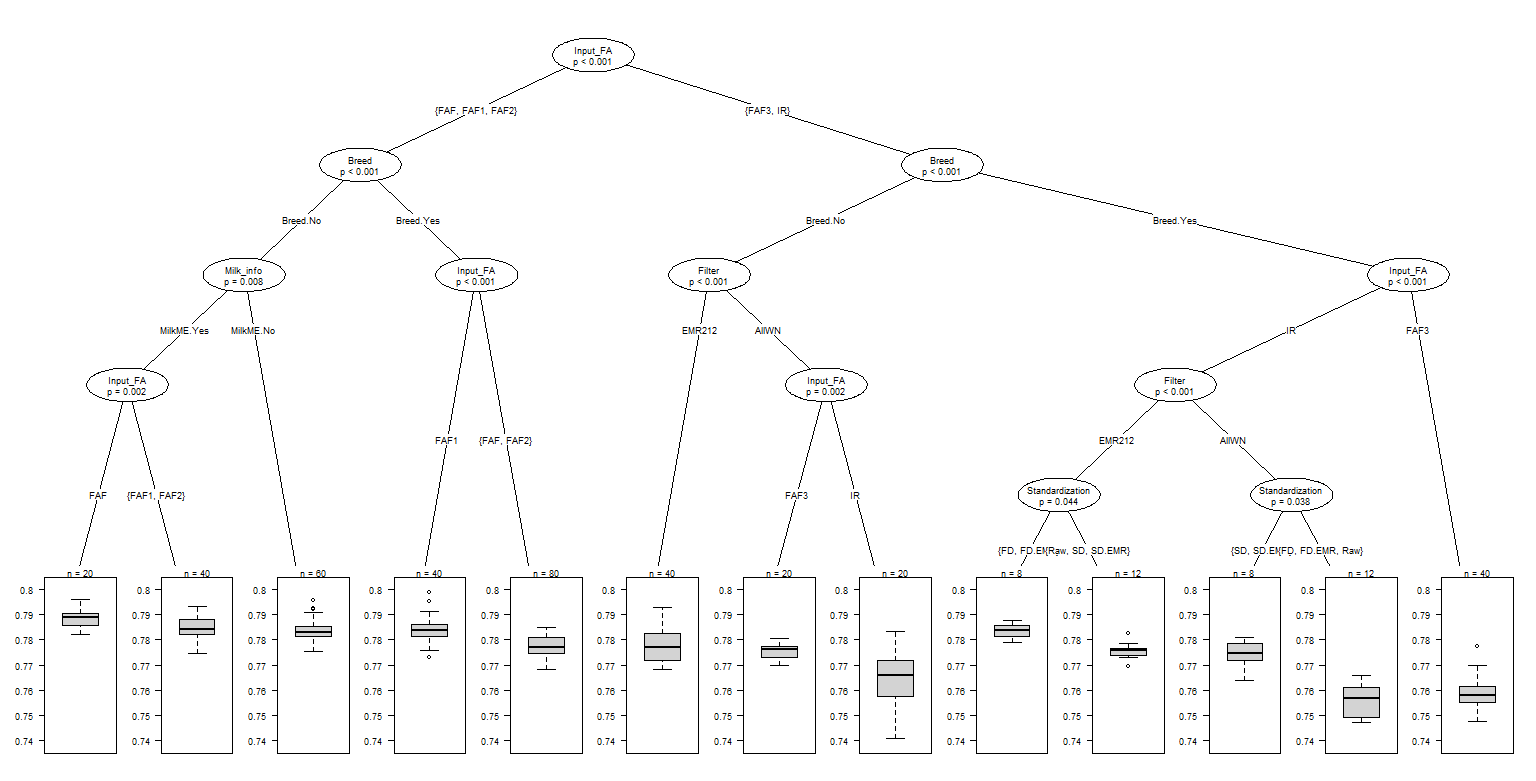 Input_FA
p < 0.001
{FAF, FAF1, FAF2}
{FAF3, IR}
Breed
p < 0.001
Breed
p < 0.001
Breed.No
Breed.Yes
Breed.No
Breed.Yes
Milk_info
p = 0.008
Input_FA
p < 0.001
Filter
p < 0.001
Input_FA
p < 0.001
MilkME.Yes
MilkME.No
EMR212
AllWN
IR
FAF3
Input_FA
p = 0.002
Input_FA
p = 0.002
Filter
p < 0.001
FAF1
{FAF, FAF2}
EMR212
AllWN
FAF
{FAF1, FAF2}
FAF3
IR
Standardization
p = 0.044
Standardization
p = 0.038
{FD, FD.EM
{Raw, SD, SD.EMR}
{SD, SD.EM
{FD, FD.EMR, Raw}
n = 20
n = 40
n = 60
n = 40
n = 80
n = 40
n = 20
n = 20
n = 8
n = 12
n = 8
n = 12
n = 40
0.8 0.8 0.8 0.8 0.8 0.8 0.8 0.8 0.8 0.8 0.8 0.8 0.8
0.79 0.79 0.79 0.79 0.79 0.79 0.79 0.79 0.79 0.79 0.79 0.79 0.79
0.78 0.78 0.78 0.78 0.78 0.78 0.78 0.78 0.78 0.78 0.78 0.78 0.78
0.77 0.77 0.77 0.77 0.77 0.77 0.77 0.77 0.77 0.77 0.77 0.77 0.77
0.76 0.76 0.76 0.76 0.76 0.76 0.76 0.76 0.76 0.76 0.76 0.76 0.76
0.75 0.75 0.75 0.75 0.75 0.75 0.75 0.75 0.75 0.75 0.75 0.75 0.75
0.74 0.74 0.74 0.74 0.74 0.74 0.74 0.74 0.74 0.74 0.74 0.74 0.74